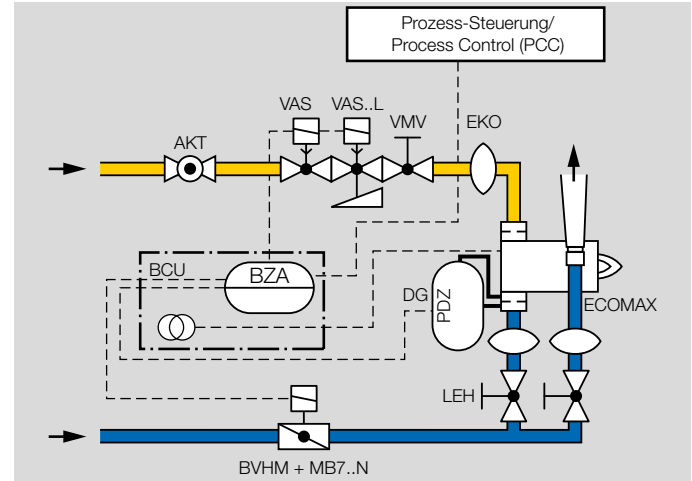 Prozess-Steuerung/
Process Control (PCC)
VAS
VAS..L
VMV
EKO
AKT
BCU
BZA
DG
PDZ
ECOMAX
LEH
BVHM + MB7..N